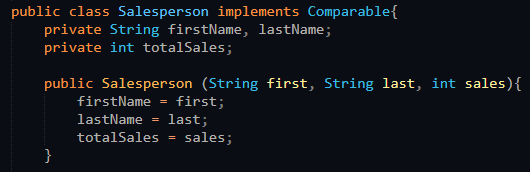 public class Salesperson implements Comparable{
private String firstName, lastName;
private int totalSales;
public Salesperson (String first, String last, int sales){
firstName = first;
lastName = last;
totalSales = sales;
}